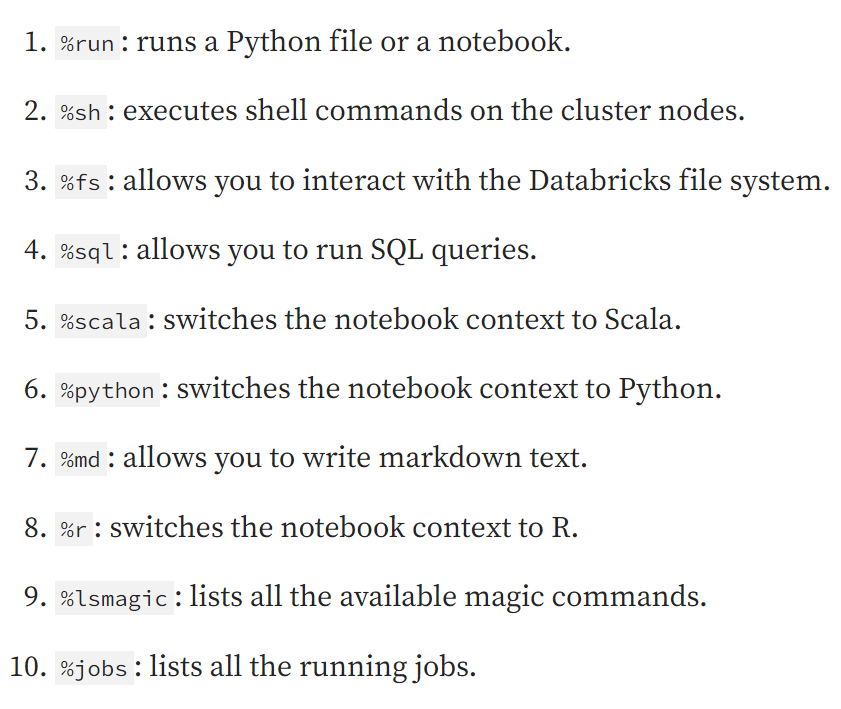 1. %run: runs a Python file or a notebook.
2. %sh: executes shell commands on the cluster nodes.
3. %fs: allows you to interact with the Databricks file system.
4. %sql: allows you to run SQL queries.
5. %scala: switches the notebook context to Scala.
6. %python: switches the notebook context to Python.
7. %md: allows you to write markdown text.
8. %r: switches the notebook context to R.
9. %lsmagic: lists all the available magic commands.
10. %jobs: lists all the running jobs.